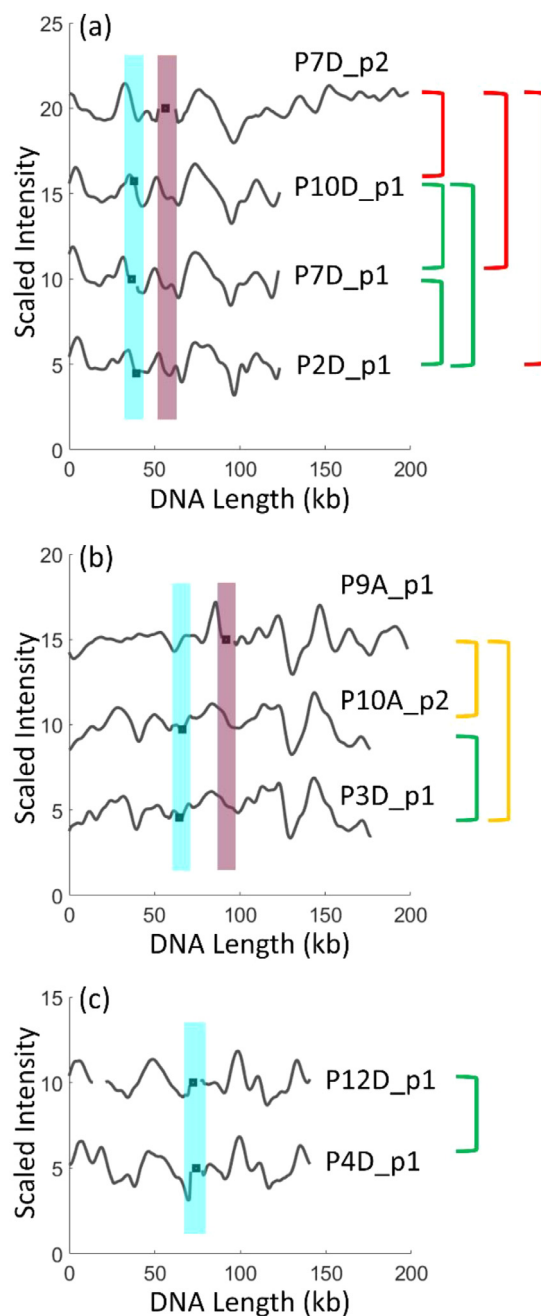 (a)
25
20
15
10
5
0
Scaled Intensity
P7D_p2
P10D_p1
P7D_p1
P2D_p1
0 50 100 150 200
DNA Length (kb)
(b)
20
15
10
5
0
Scaled Intensity
P9A_p1
P10A_p2
P3D_p1
0 50 100 150 200
DNA Length (kb)
(c)
15
10
5
0
Scaled Intensity
P12D_p1
P4D_p1
0 50 100 150 200
DNA Length (kb)